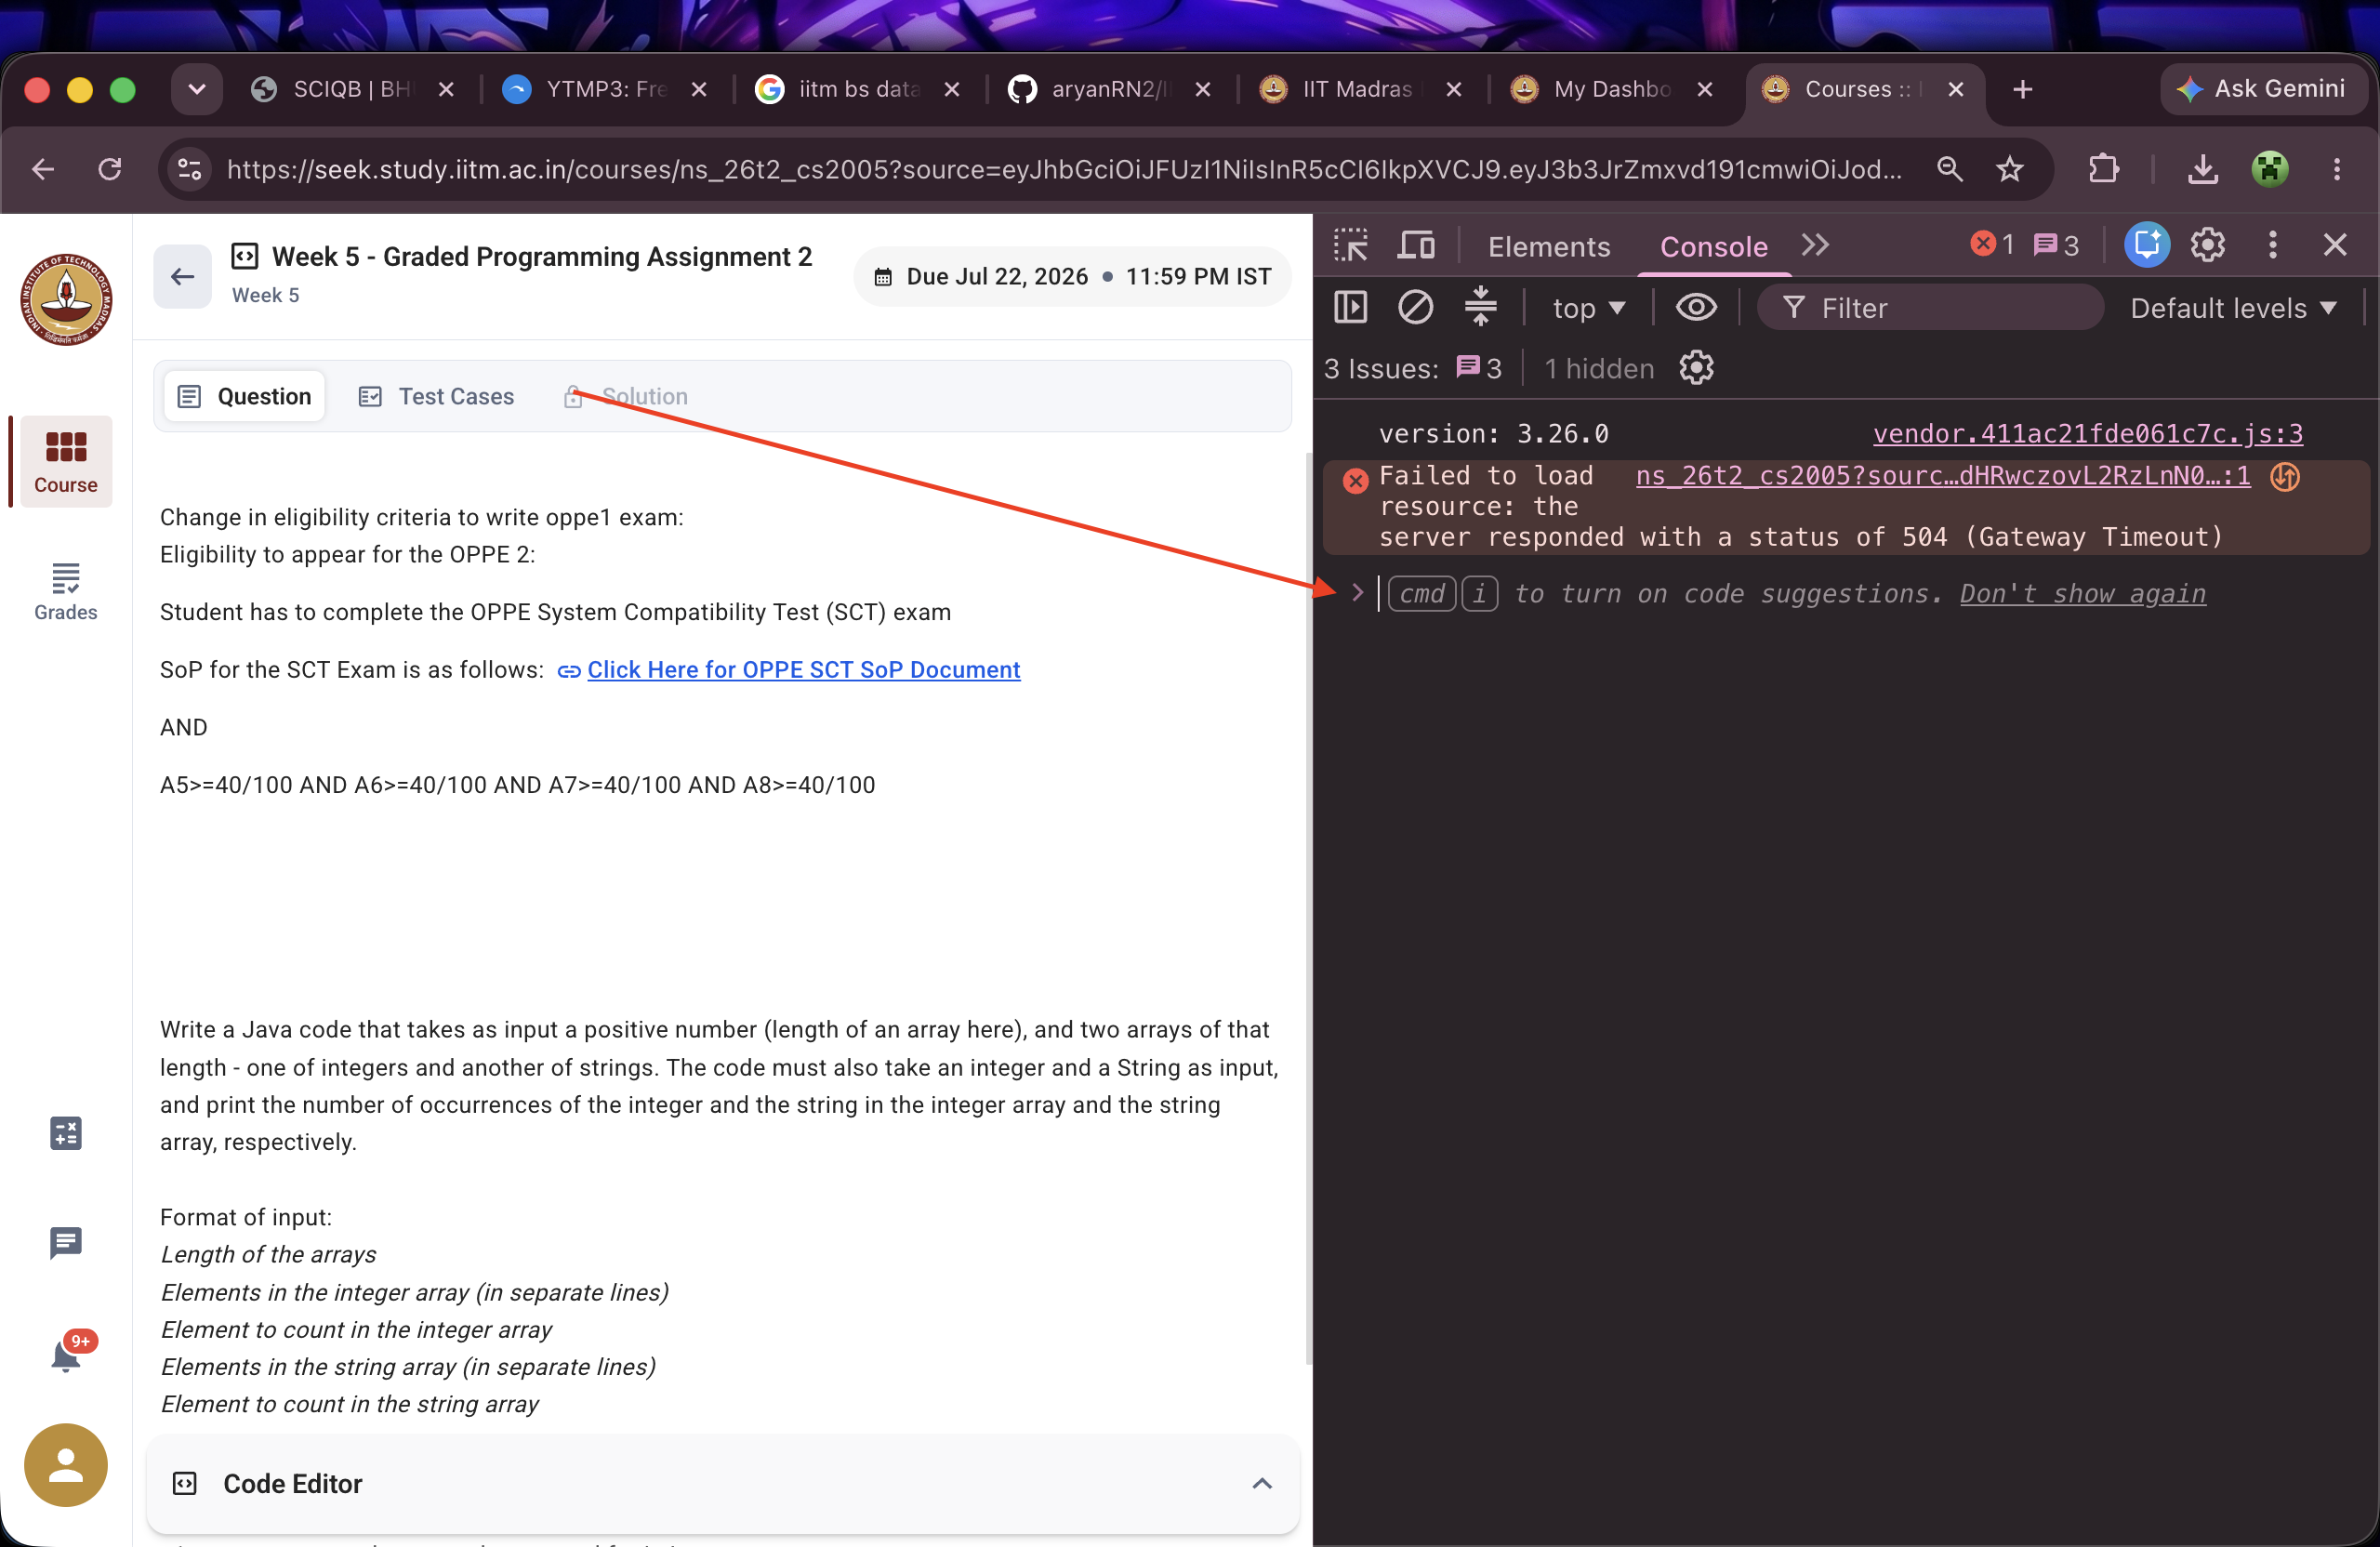 SCIQB | BH
YTMP3: Fre
iitm bs data
aryanRN2/I
IIT Madras
My Dashbo
Courses ::
Ask Gemini
https://seek.study.iitm.ac.in/courses/ns_26t2_cs2005?source=eyJhbGciOiJFUzI1NiIsInR5cCI6IkpXVCJ9.eyJ3b3JrZmxvd191cmwiOiJod...
Week 5 - Graded Programming Assignment 2
Week 5
Due Jul 22, 2026 • 11:59 PM IST
Course
Grades
9+
Question
Test Cases
Solution
Change in eligibility criteria to write oppe1 exam:
Eligibility to appear for the OPPE 2:
Student has to complete the OPPE System Compatibility Test (SCT) exam
SoP for the SCT Exam is as follows: Click Here for OPPE SCT SoP Document
AND
A5>=40/100 AND A6>=40/100 AND A7>=40/100 AND A8>=40/100
Write a Java code that takes as input a positive number (length of an array here), and two arrays of that
length - one of integers and another of strings. The code must also take an integer and a String as input,
and print the number of occurrences of the integer and the string in the integer array and the string
array, respectively.
Format of input:
Length of the arrays
Elements in the integer array (in separate lines)
Element to count in the integer array
Elements in the string array (in separate lines)
Element to count in the string array
Code Editor
Elements
Console
1
3
top
Filter
Default levels
3 Issues:
3
1 hidden
version: 3.26.0
vendor.411ac21fde061c7c.js:3
Failed to load ns_26t2_cs2005?sourc…dHRwczovL2RzLnN0…:1
resource: the
server responded with a status of 504 (Gateway Timeout)
cmd i to turn on code suggestions. Don't show again